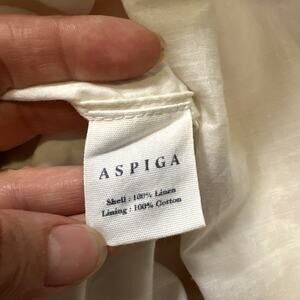 ASPIGA
Shell : 100% Linen
Lining : 100% Cotton